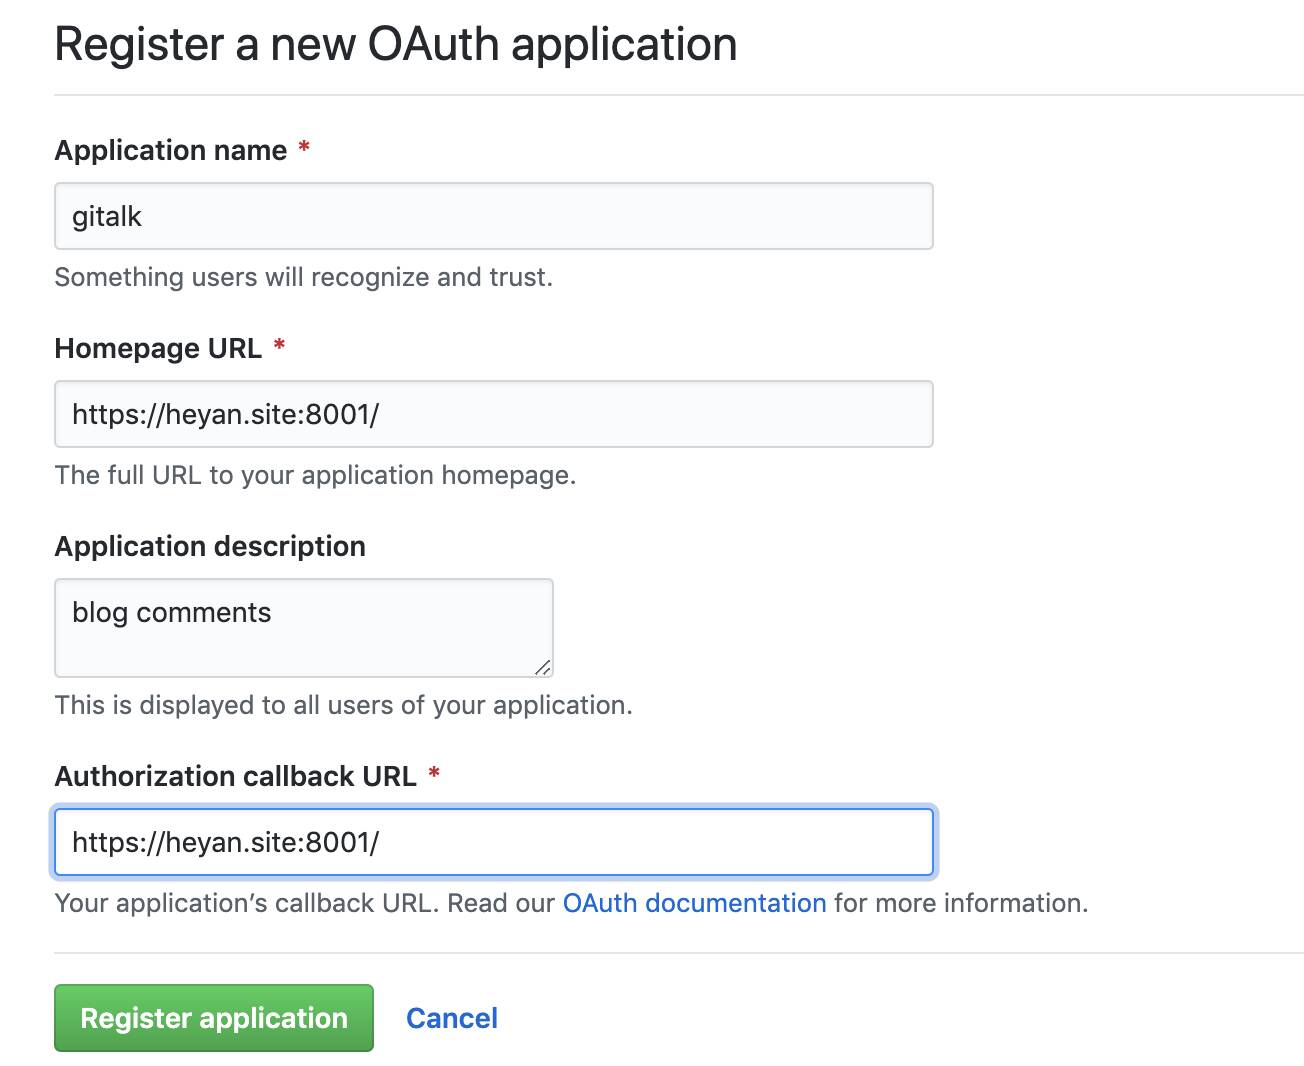 Register a new OAuth application
Application name *
gitalk
Something users will recognize and trust.
Homepage URL *
https://heyan.site:8001/
The full URL to your application homepage.
Application description
blog comments
This is displayed to all users of your application.
Authorization callback URL *
https://heyan.site:8001/
Your application’s callback URL. Read our OAuth documentation for more information.
Register application Cancel